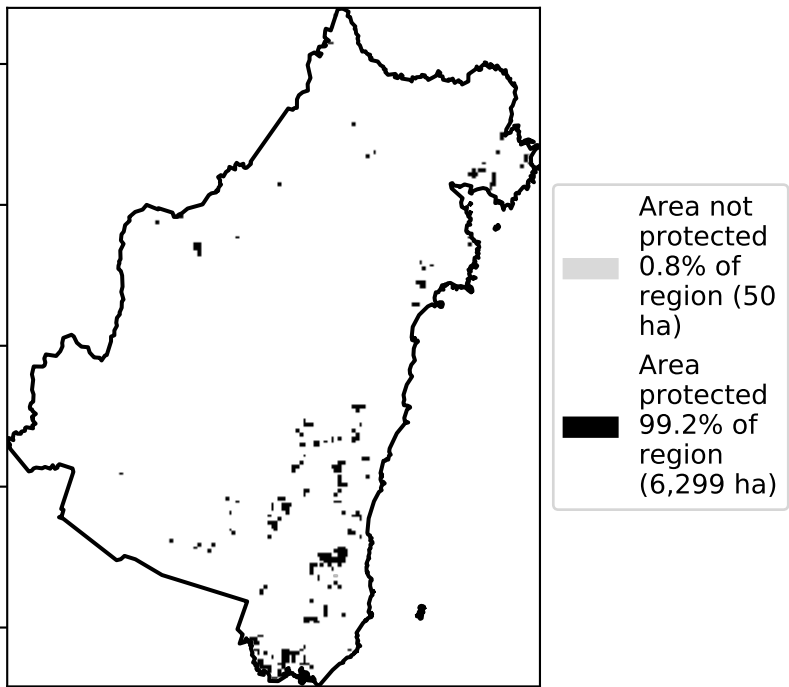 Area not
protected
0.8% of
region (50
ha)
Area
protected
99.2% of
region
(6,299 ha)